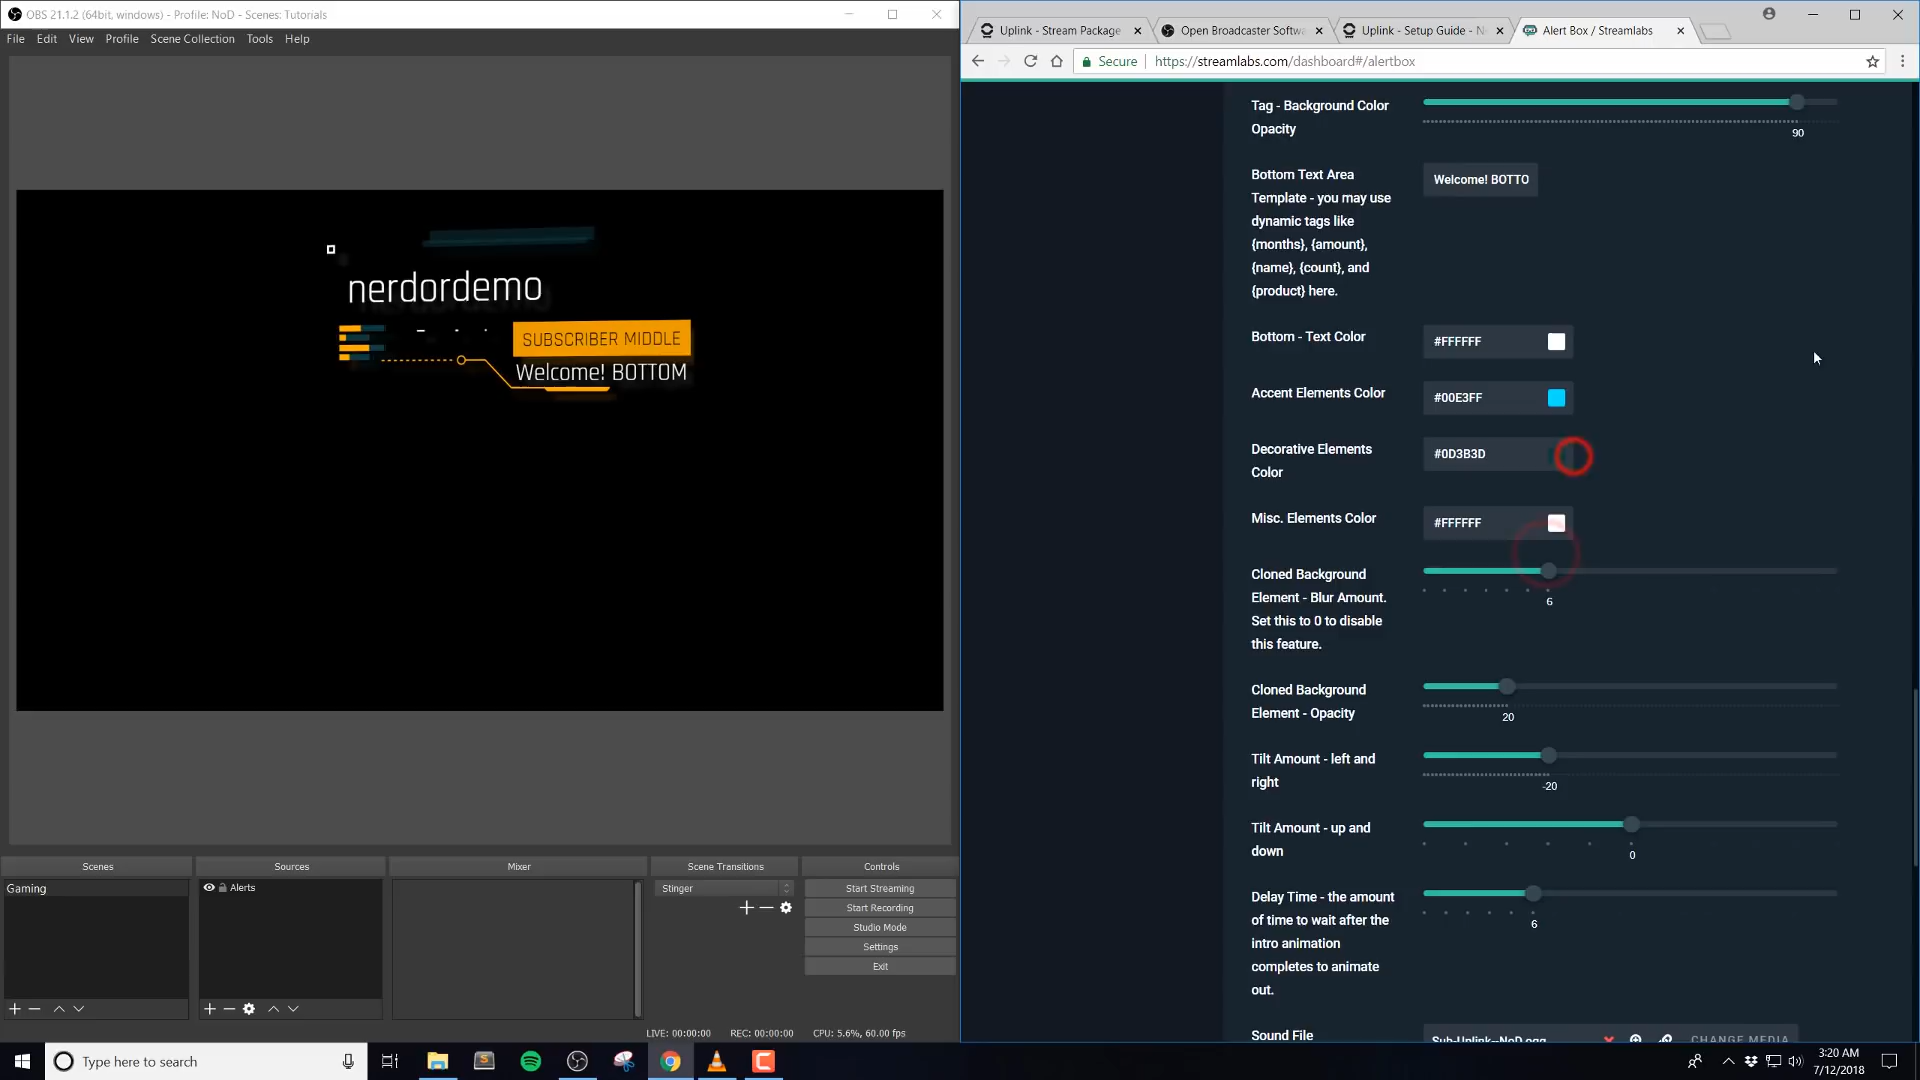 OBS 21.1.2 (64bit, windows) - Profile: NoD - Scenes: Tutorials
File Edit View Profile Scene Collection Tools Help
nerdordemo
SUBSCRIBER MIDDLE
Welcome! BOTTOM
Scenes Sources Mixer Scene Transitions Controls
Gaming
Alerts
Stinger
Start Streaming
Start Recording
Studio Mode
Settings
Exit
LIVE: 00:00:00 REC: 00:00:00 CPU: 5.6%, 60.00 fps
Uplink - Stream Package
Open Broadcaster Softwa
Uplink - Setup Guide - N
Alert Box / Streamlabs
Secure https://streamlabs.com/dashboard#/alertbox
Tag - Background Color
Opacity
90
Bottom Text Area
Template - you may use
dynamic tags like
{months}, {amount},
{name}, {count}, and
{product} here.
Welcome! BOTTO
Bottom - Text Color
#FFFFFF
Accent Elements Color
#00E3FF
Decorative Elements
Color
#0D3B3D
Misc. Elements Color
#FFFFFF
Cloned Background
Element - Blur Amount.
Set this to 0 to disable
this feature.
6
Cloned Background
Element - Opacity
20
Tilt Amount - left and
right
-20
Tilt Amount - up and
down
0
Delay Time - the amount
of time to wait after the
intro animation
completes to animate
out.
6
Sound File
Sub-Uplink--NoD.ogg
CHANGE MEDIA
Type here to search
3:20 AM
7/12/2018